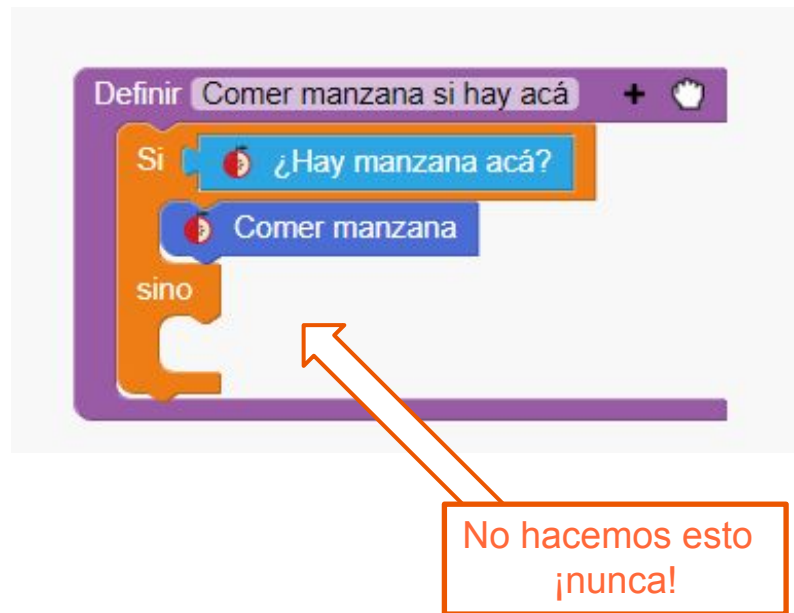 Definir Comer manzana si hay acá +
Si ¿Hay manzana acá?
Comer manzana
sino
No hacemos esto
¡nunca!